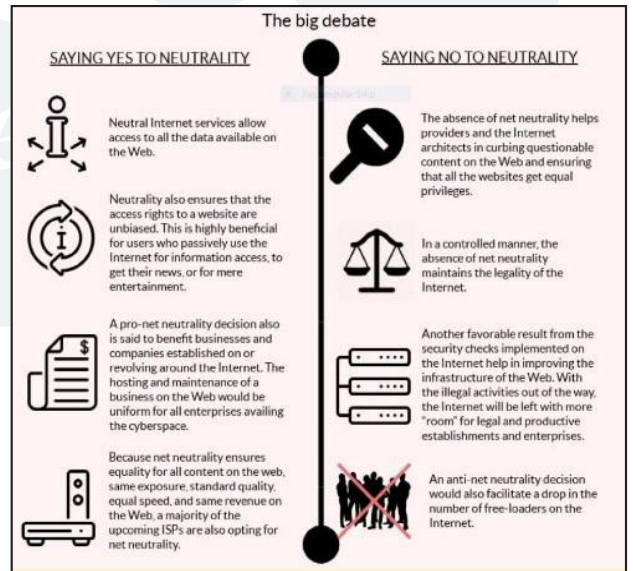 The big debate
SAYING YES TO NEUTRALITY
Neutral Internet services allow
access to all the data available on
the Web.
Neutrality also ensures that the
access rights to a website are
unbiased. This is highly beneficial
for users who passively use the
Internet for information access, to
get their news, or for mere
entertainment.
$
A pro-net neutrality decision also
is said to benefit businesses and
companies established on or
revolving around the Internet. The
hosting and maintenance of a
business on the Web would be
uniform for all enterprises availing
the cyberspace.
Because net neutrality ensures
equality for all content on the web,
same exposure, standard quality,
equal speed, and same revenue on
the Web, a majority of the
upcoming ISPs are also opting for
net neutrality.
SAYING NO TO NEUTRALITY
The absence of net neutrality helps
providers and the Internet
architects in curbing questionable
content on the Web and ensuring
that all the websites get equal
privileges.
In a controlled manner, the
absence of net neutrality
maintains the legality of the
Internet.
Another favorable result from the
security checks implemented on
the Internet help in improving the
infrastructure of the Web. With
the illegal activities out of the way,
the Internet will be left with more
"room" for legal and productive
establishments and enterprises.
An anti-net neutrality decision
would also facilitate a drop in the
number of free-loaders on the
Internet.